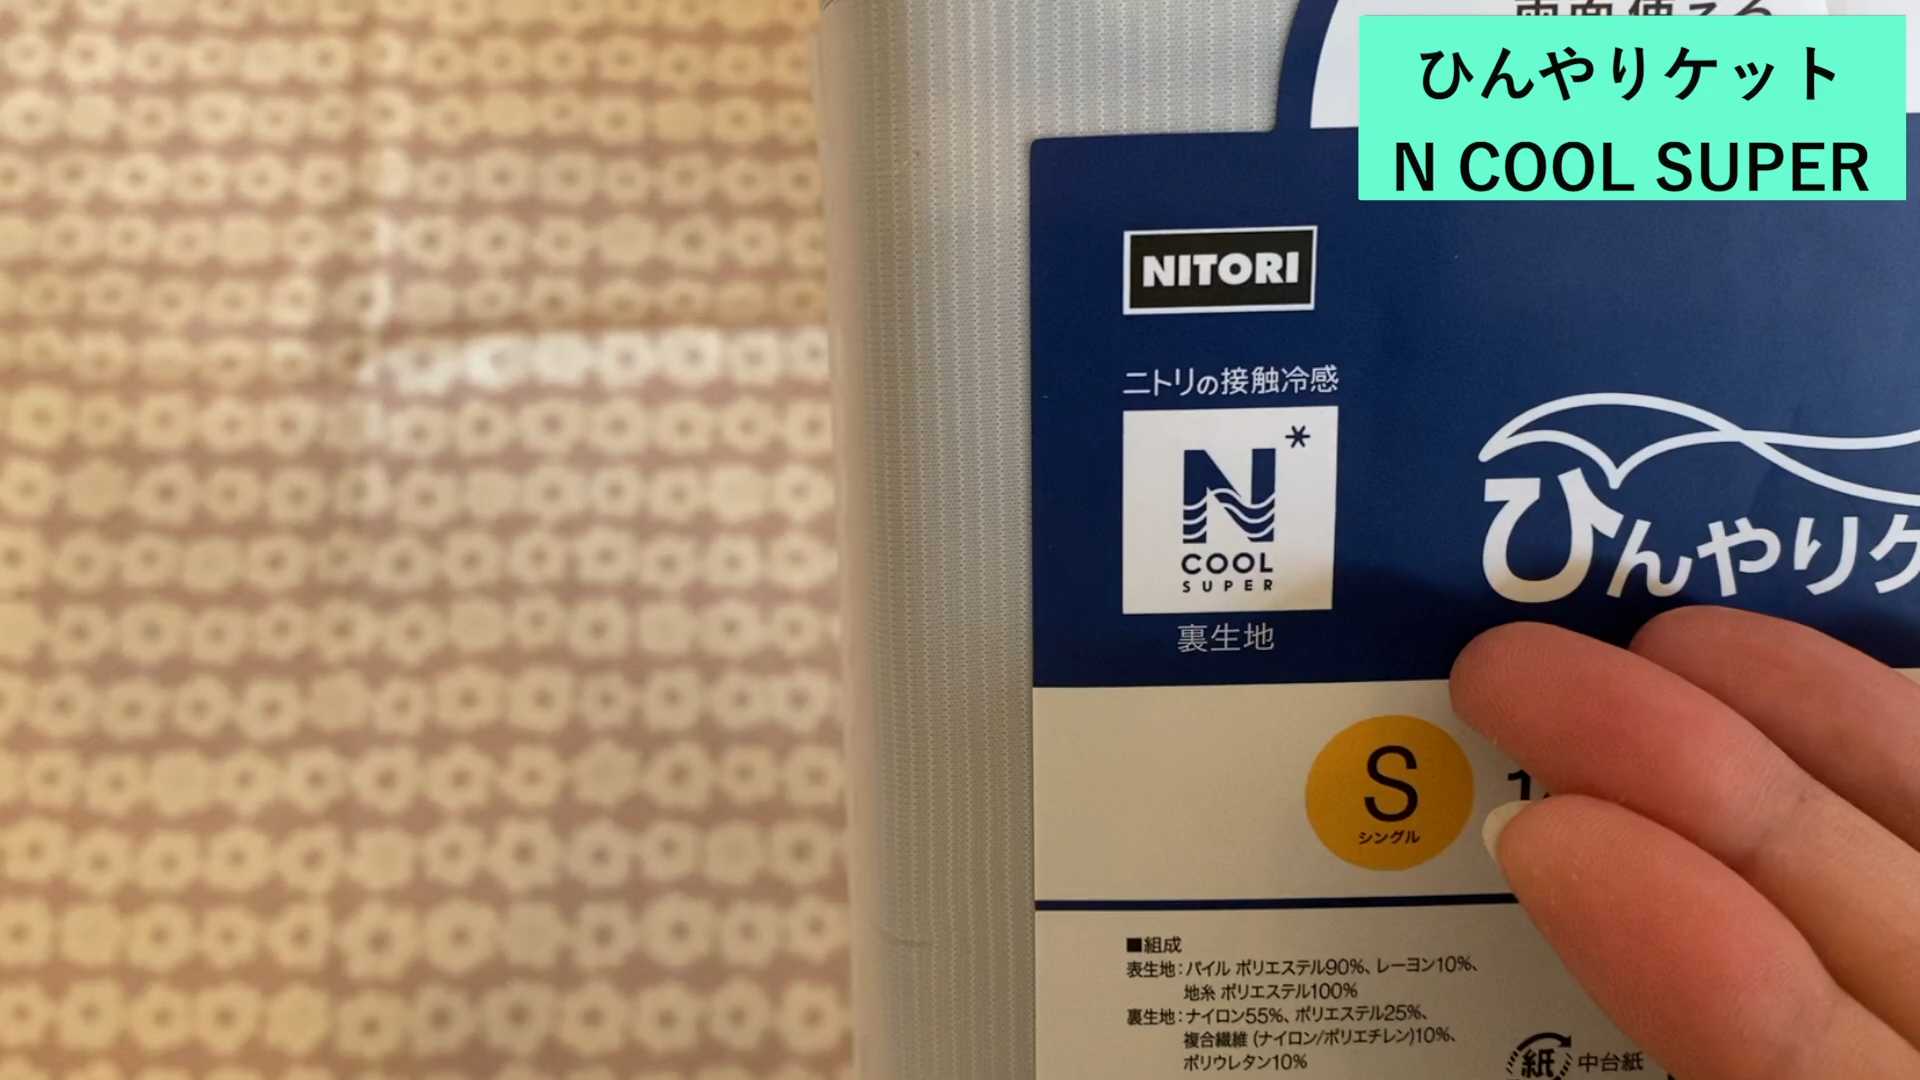 両面使える
ひんやりケット
N COOL SUPER
NITORI
ニトリの接触冷感
N
COOL
SUPER
裏生地
ひんやりケ
S
シングル
■組成
表生地:パイル ポリエステル90%、レーヨン10%、
地糸 ポリエステル100%
裏生地:ナイロン55%、ポリエステル25%、
複合繊維 (ナイロン/ポリエチレン)10%、
ポリウレタン10%
紙 中台紙